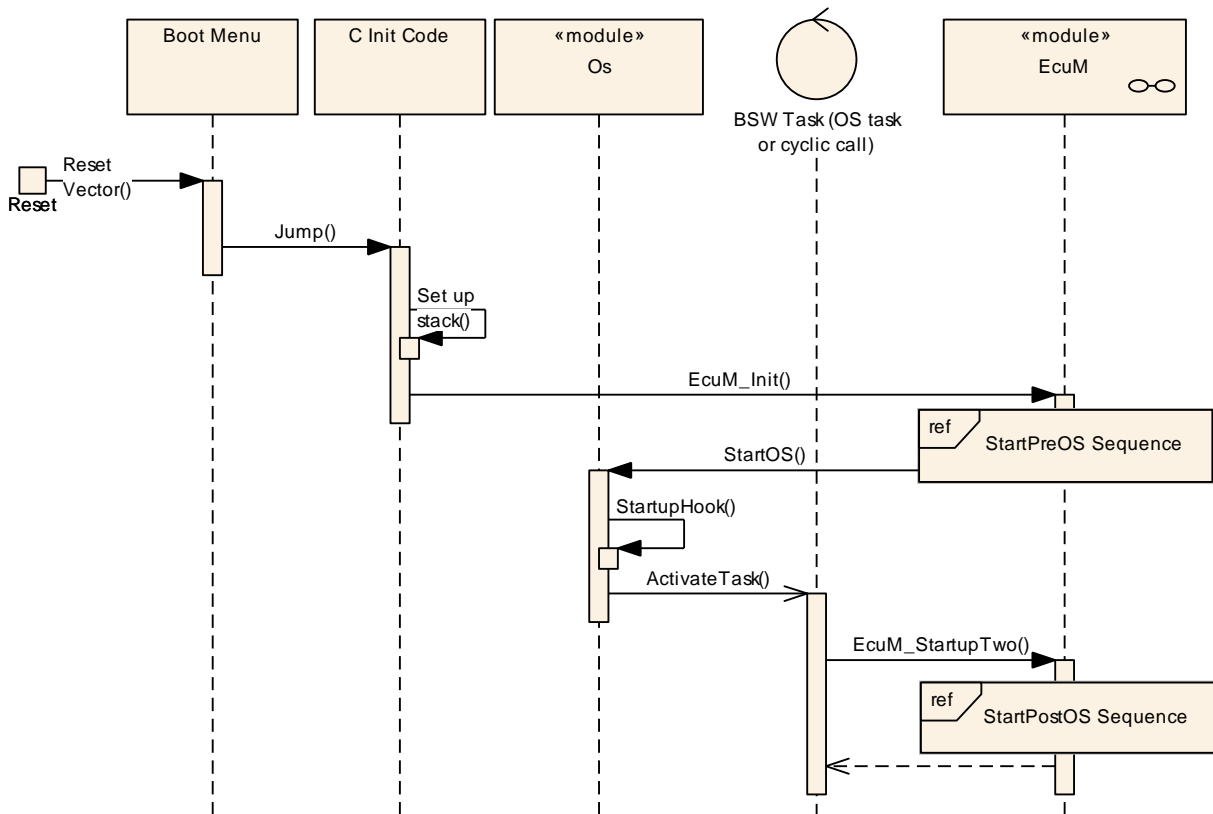 Boot Menu
C Init Code
«module»
Os
BSW Task (OS task
or cyclic call)
«module»
EcuM
Reset
Vector()
Reset
Jump()
Set up
stack()
EcuM_Init()
ref
StartPreOS Sequence
StartOS()
StartupHook()
ActivateTask()
EcuM_StartupTwo()
ref
StartPostOS Sequence